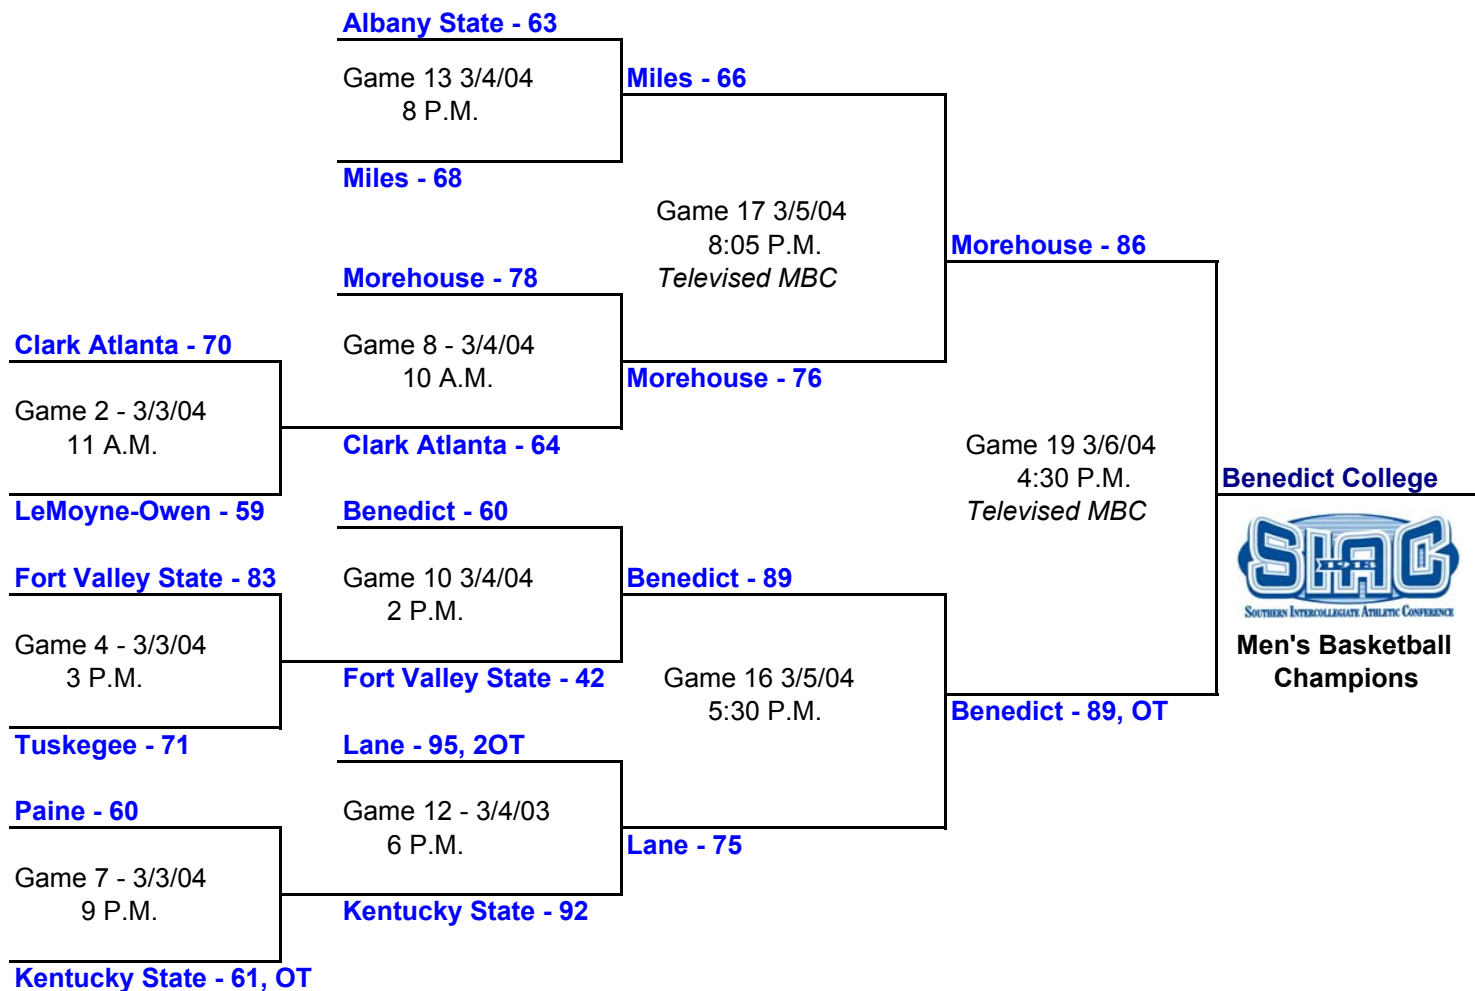 Albany State - 63
Game 13 3/4/04
8 P.M.
Miles - 68
Miles - 66
Game 17 3/5/04
8:05 P.M.
Televised MBC
Morehouse - 78
Game 8 - 3/4/04
10 A.M.
Clark Atlanta - 64
Morehouse - 76
Morehouse - 86
Clark Atlanta - 70
Game 2 - 3/3/04
11 A.M.
LeMoyne-Owen - 59
Game 19 3/6/04
4:30 P.M.
Televised MBC
Benedict College
SIAC
SOUTHERN INTERCOLLEGIATE ATHLETIC CONFERENCE
Men's Basketball
Champions
Benedict - 60
Game 10 3/4/04
2 P.M.
Fort Valley State - 42
Benedict - 89
Game 16 3/5/04
5:30 P.M.
Benedict - 89, OT
Fort Valley State - 83
Game 4 - 3/3/04
3 P.M.
Tuskegee - 71
Lane - 95, 2OT
Game 12 - 3/4/03
6 P.M.
Kentucky State - 92
Lane - 75
Paine - 60
Game 7 - 3/3/04
9 P.M.
Kentucky State - 61, OT